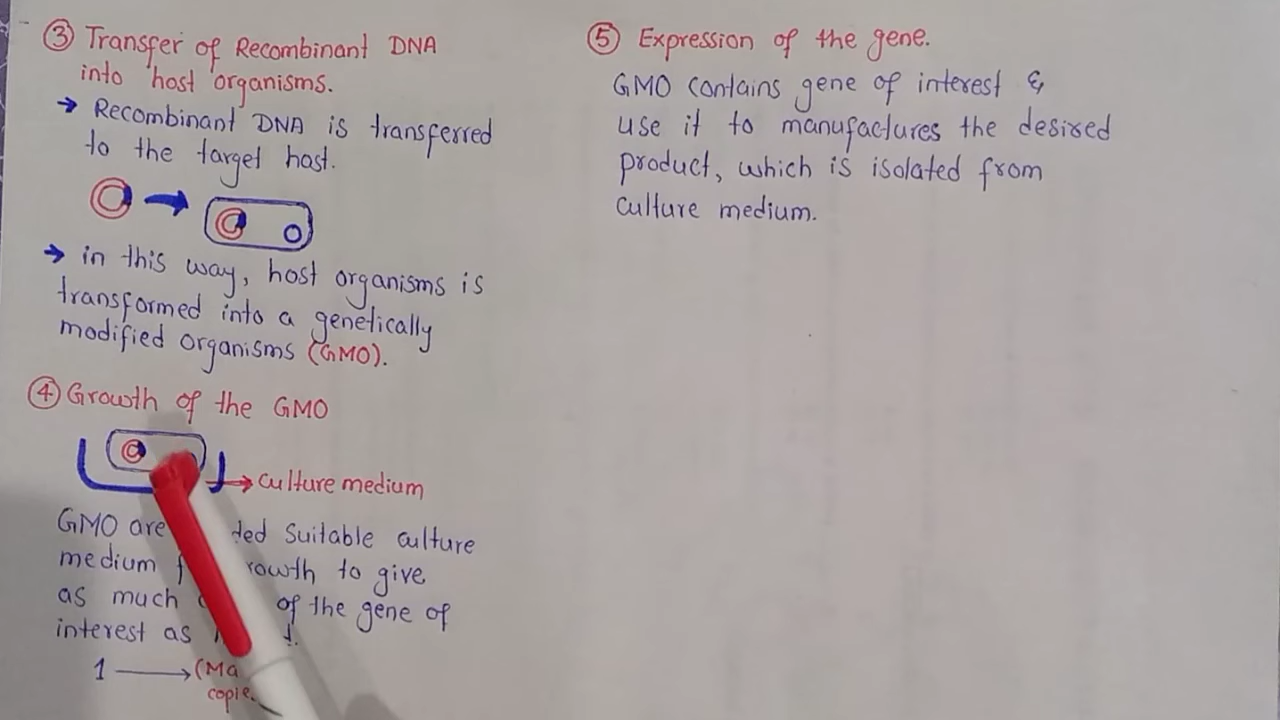 ③ Transfer of Recombinant DNA
into host organisms.
→ Recombinant DNA is transferred
to the target host.
→ in this way, host organisms is
transformed into a genetically
modified organisms (GMO).
④ Growth of the GMO
→ Culture medium
GMO are suitable culture
medium to give
as much of the gene of
interest as
1 → (Ma
copie
⑤ Expression of the gene.
GMO contains gene of interest &
use it to manufactures the desired
product, which is isolated from
culture medium.